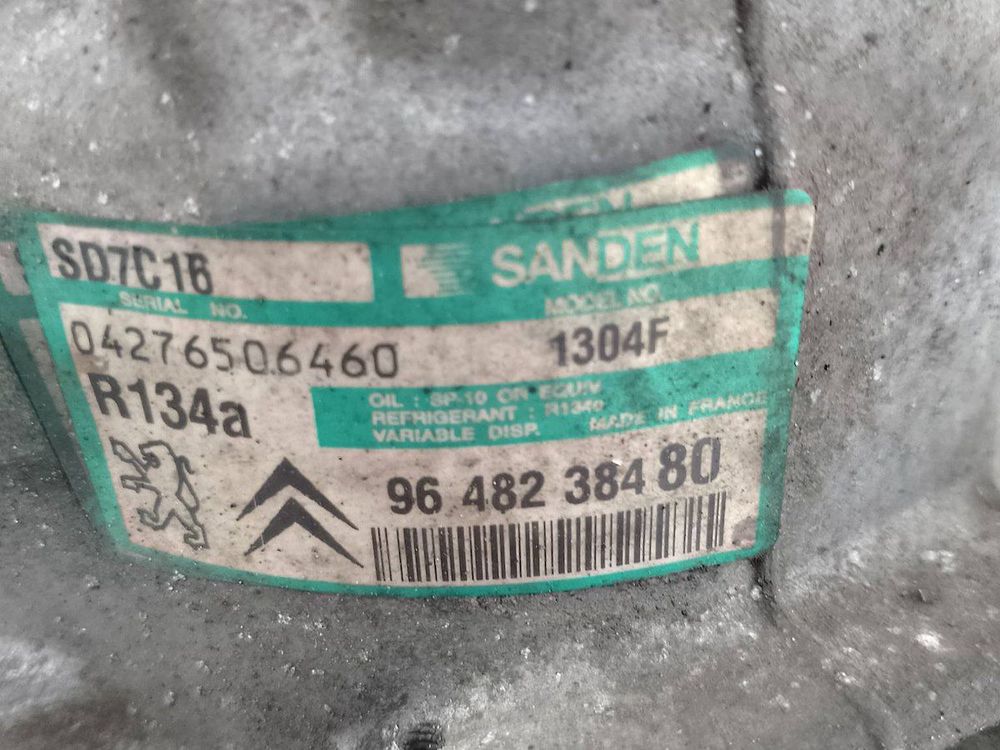 SD7C16
SANDEN
SERIAL NO.
MODEL NO.
04276506460
1304F
R134a
OIL : SP-10 OR EQUIV.
REFRIGERANT : R134a
VARIABLE DISP. MADE IN FRANCE
96 482 384 80